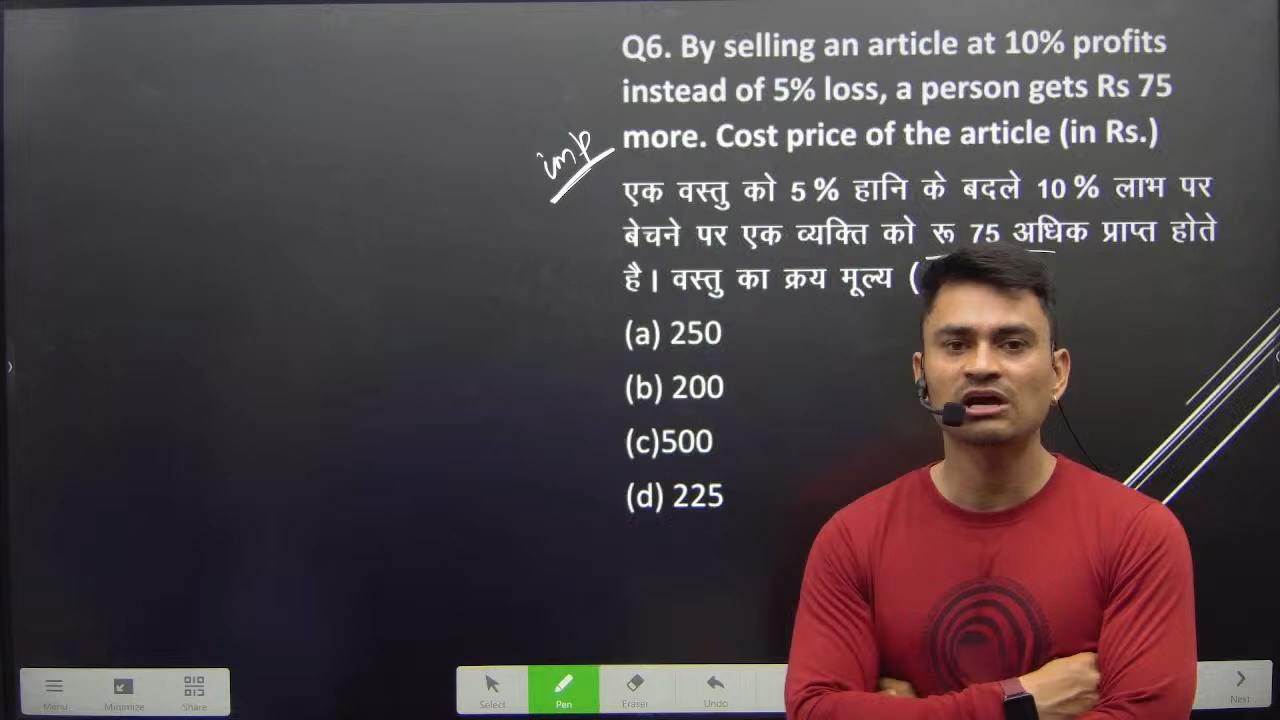 Q6. By selling an article at 10% profits
instead of 5% loss, a person gets Rs 75
more. Cost price of the article (in Rs.)
imp
एक वस्तु को 5 % हानि के बदले 10 % लाभ पर
बेचने पर एक व्यक्ति को रू 75 अधिक प्राप्त होते
है। वस्तु का क्रय मूल्य (
(a) 250
(b) 200
(c)500
(d) 225
Menu
Minimize
Share
Select
Pen
Eraser
Undo
Next